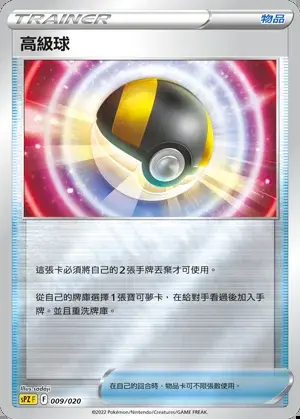 TRAINER
物品
高級球
這張卡必須將自己的2張手牌丟棄才可使用。
從自己的牌庫選擇1張寶可夢卡,在給對手看過後加入手
牌。並且重洗牌庫。
Illus. sadaji
sPZ F F 009/020
在自己的回合時,物品卡可不限張數使用。
©2022 Pokémon/Nintendo/Creatures/GAME FREAK.